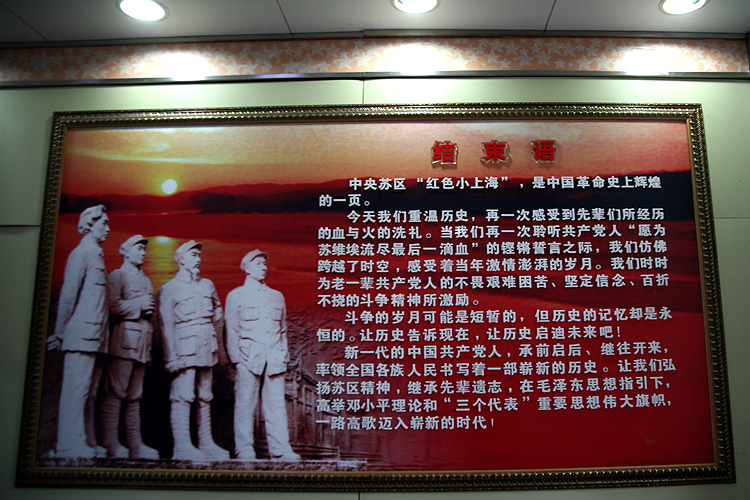 结束语
中央苏区“红色小上海”，是中国革命史上辉煌
的一页。
今天我们重温历史，再一次感受到先辈们所经历
的血与火的洗礼。当我们再一次聆听共产党人“愿为
苏维埃流尽最后一滴血”的铿锵誓言之际，我们仿佛
跨越了时空，感受着当年激情澎湃的岁月。我们时时
为老一辈共产党人的不畏艰难困苦、坚定信念、百折
不挠的斗争精神所激励。
斗争的岁月可能是短暂的，但历史的记忆却是永
恒的。让历史告诉现在，让历史启迪未来吧！
新一代的中国共产党人，承前启后、继往开来，
率领全国各族人民书写着一部崭新的历史。让我们弘
扬苏区精神，继承先辈遗志，在毛泽东思想指引下，
高举邓小平理论和“三个代表”重要思想伟大旗帜，
一路高歌迈入崭新的时代！